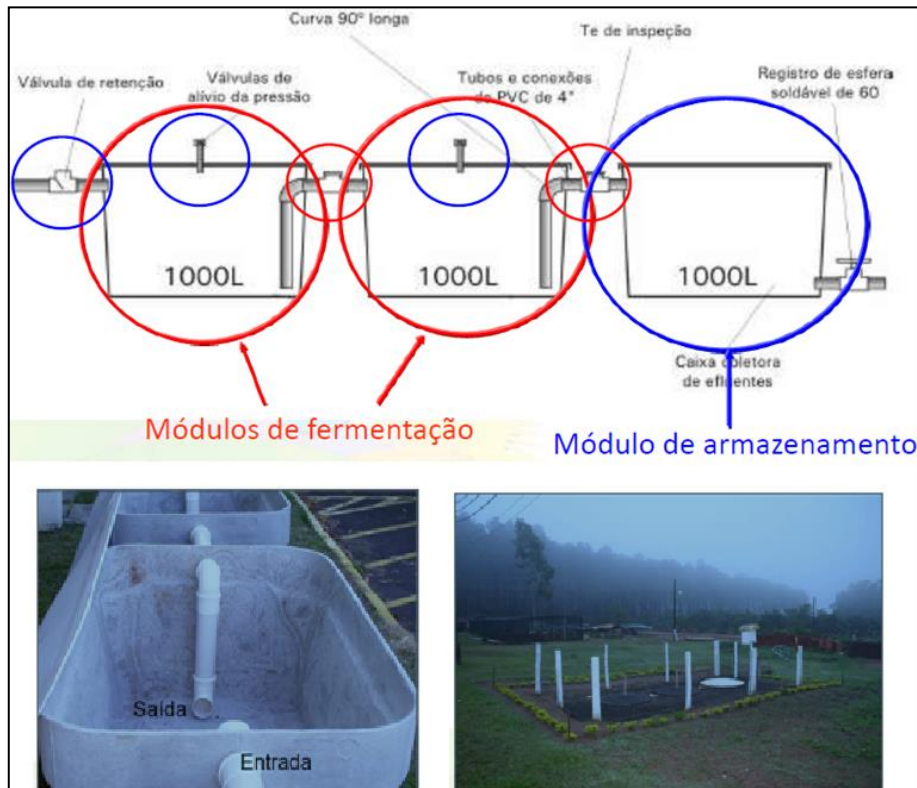 Curva 90º longa
Te de inspeção
Válvula de retenção
Válvulas de
alívio da pressão
Tubos e conexões
de PVC de 4"
Registro de esfera
soldável de 60
1000L
1000L
1000L
Caixa coletora
de efluentes
Módulos de fermentação
Módulo de armazenamento
Saída
Entrada